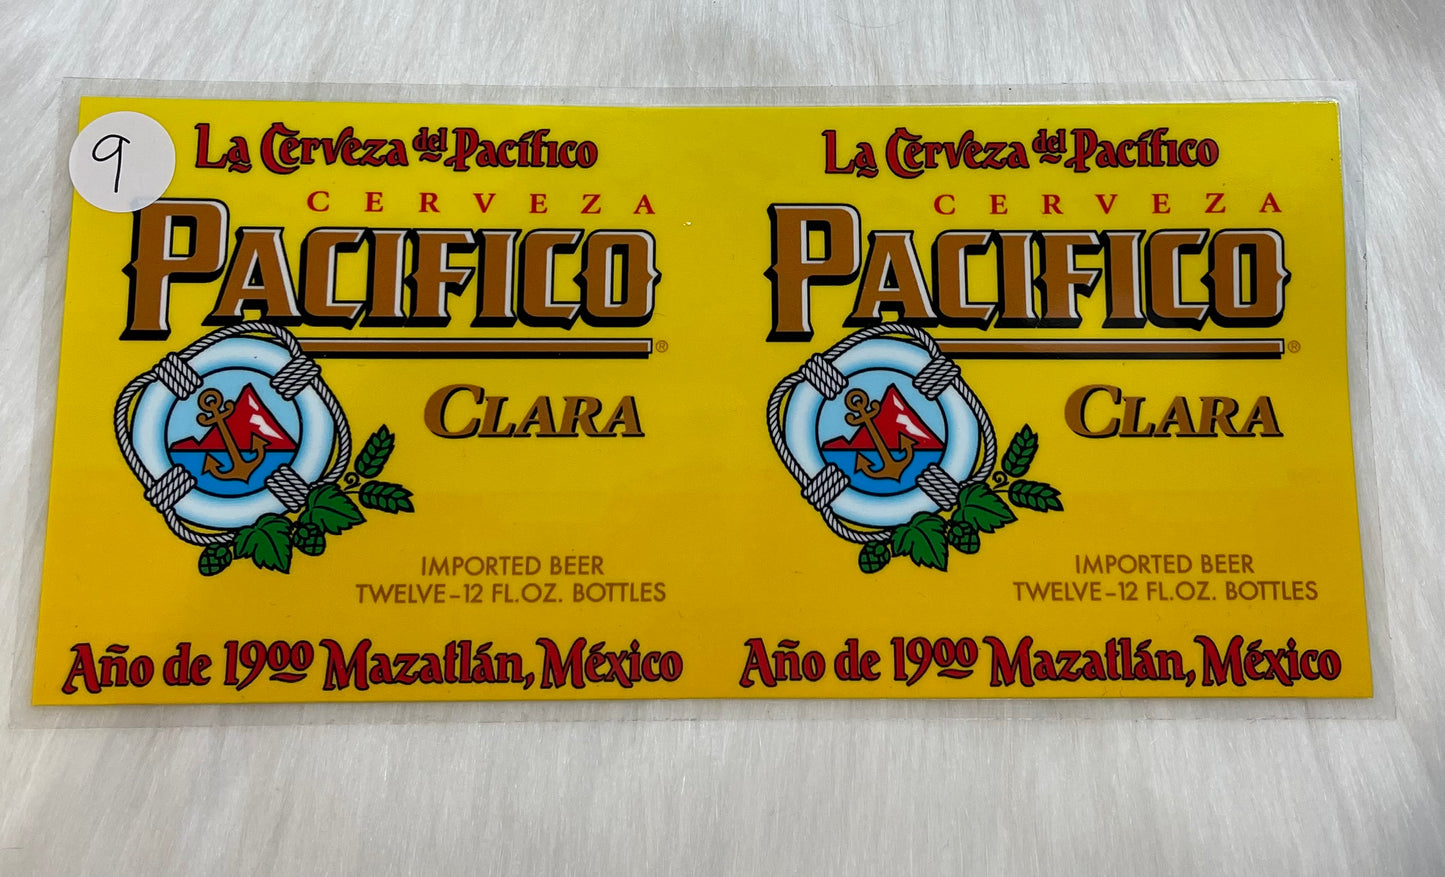 9
La Cerveza del Pacífico
CERVEZA
PACIFICO
®
CLARA
IMPORTED BEER
TWELVE-12 FL.OZ. BOTTLES
Año de 1900 Mazatlán, México
La Cerveza del Pacífico
CERVEZA
PACIFICO
®
CLARA
IMPORTED BEER
TWELVE-12 FL.OZ. BOTTLES
Año de 1900 Mazatlán, México